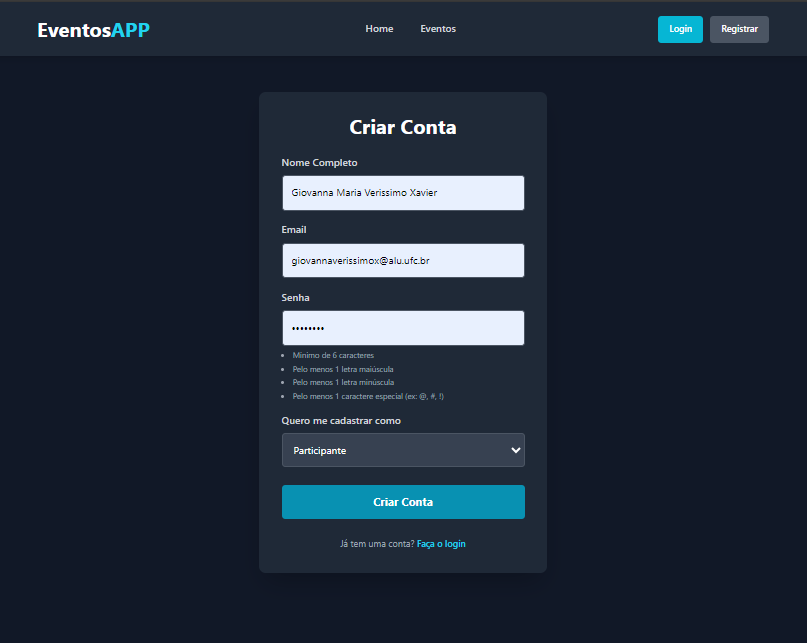 EventosAPP Home Eventos Login Registrar
Criar Conta
Nome Completo
Giovanna Maria Verissimo Xavier
Email
giovannaverissimox@alu.ufc.br
Senha
••••••••
• Mínimo de 6 caracteres
• Pelo menos 1 letra maiúscula
• Pelo menos 1 letra minúscula
• Pelo menos 1 caractere especial (ex: @, #, !)
Quero me cadastrar como
Participante
Criar Conta
Já tem uma conta? Faça o login